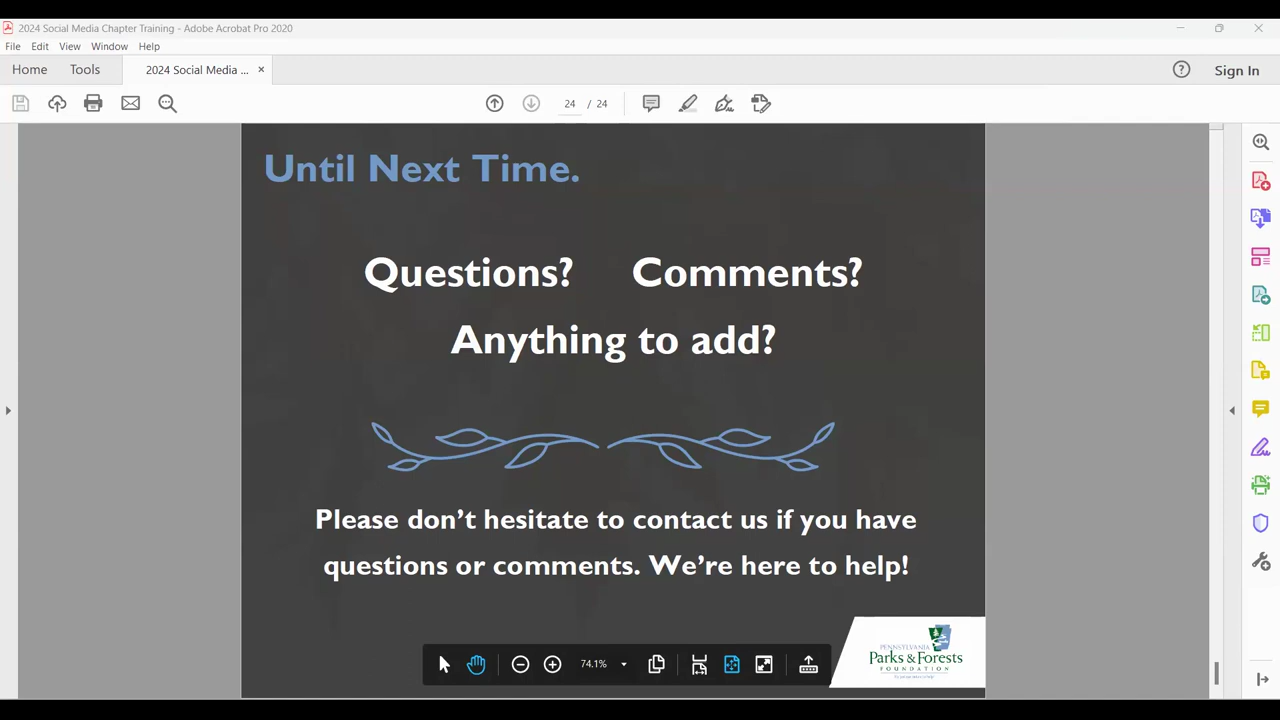 2024 Social Media Chapter Training - Adobe Acrobat Pro 2020
File Edit View Window Help
Home Tools 2024 Social Media ... Sign In
24 / 24
Until Next Time.
Questions? Comments?
Anything to add?
Please don't hesitate to contact us if you have
questions or comments. We're here to help!
74.1%
PENNSYLVANIA
Parks & Forests
FOUNDATION